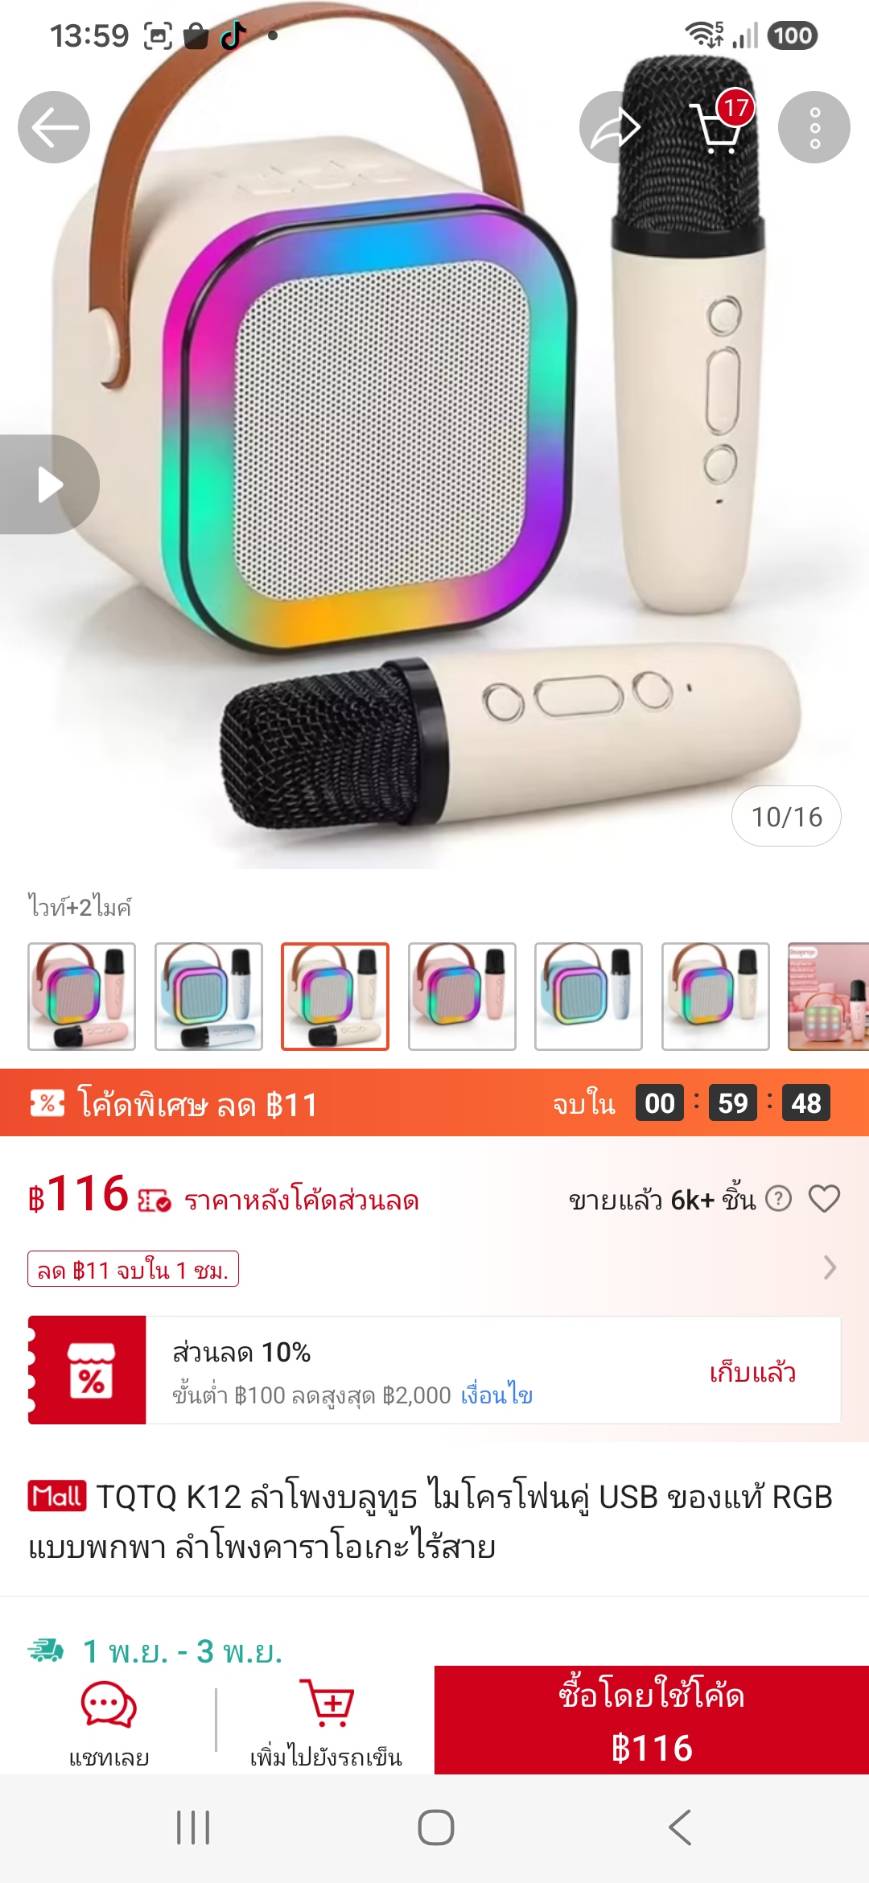 13:59
5
100
17
10/16
ไวท์+2ไมค์
% โค้ดพิเศษ ลด ฿11 จบใน 00 : 59 : 48
฿116 ราคาหลังโค้ดส่วนลด ขายแล้ว 6k+ ชิ้น ?
ลด ฿11 จบใน 1 ชม.
%
ส่วนลด 10%
ขั้นต่ำ ฿100 ลดสูงสุด ฿2,000 เงื่อนไข
เก็บแล้ว
Mall TQTQ K12 ลำโพงบลูทูธ ไมโครโฟนคู่ USB ของแท้ RGB
แบบพกพา ลำโพงคาราโอเกะไร้สาย
1 พ.ย. - 3 พ.ย.
แชทเลย
เพิ่มไปยังรถเข็น
ซื้อโดยใช้โค้ด
฿116